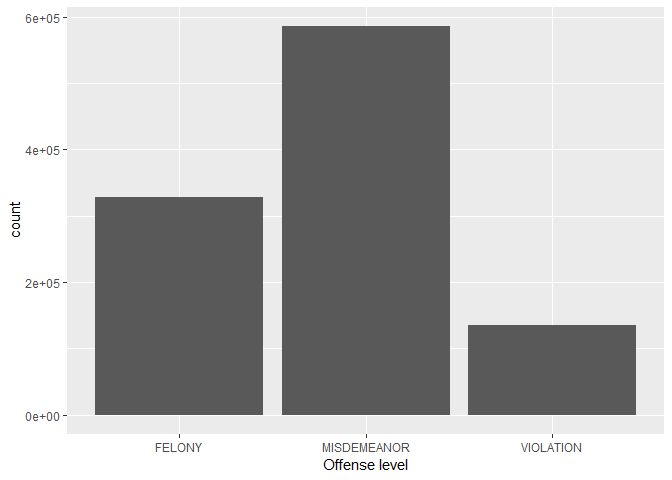 6e+05
4e+05
2e+05
0e+00
count
FELONY
MISDEMEANOR
VIOLATION
Offense level